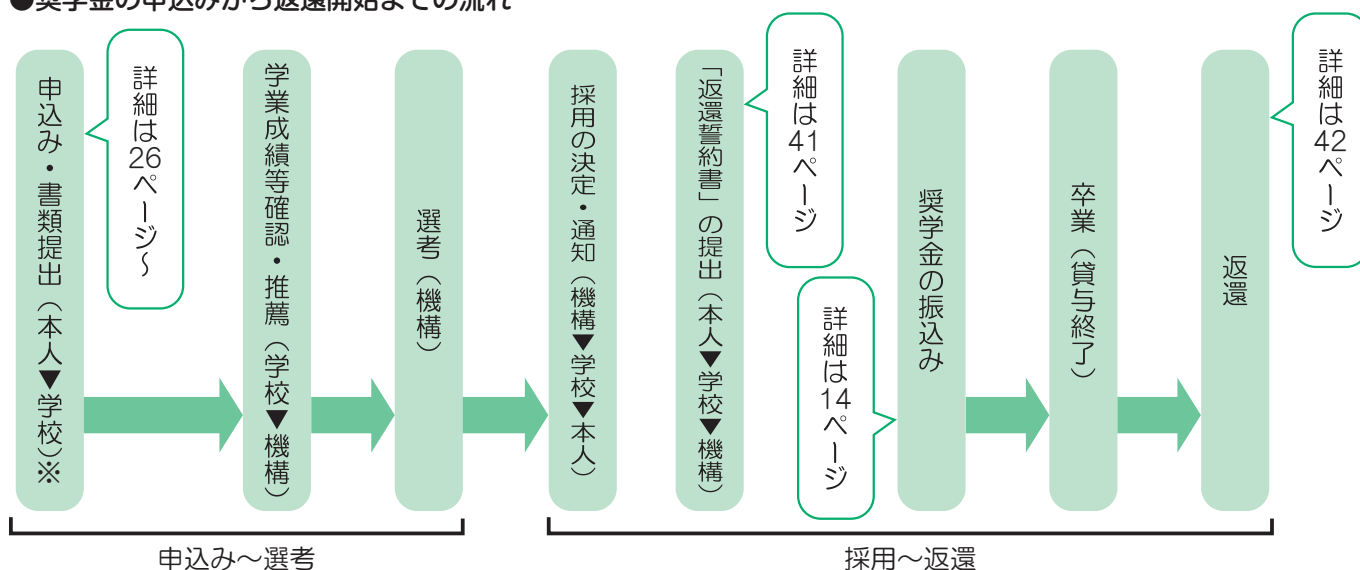 ●奨学金の申込みから返還開始までの流れ
申込み・書類提出（本人▼学校）※
詳細は26ページ～
学業成績等確認・推薦（学校▼機構）
選考（機構）
採用の決定・通知（機構▼学校▼本人）
「返還誓約書」の提出（本人▼学校▼機構）
詳細は41ページ
詳細は14ページ
奨学金の振込み
卒業（貸与終了）
返還
詳細は42ページ
申込み～選考
採用～返還